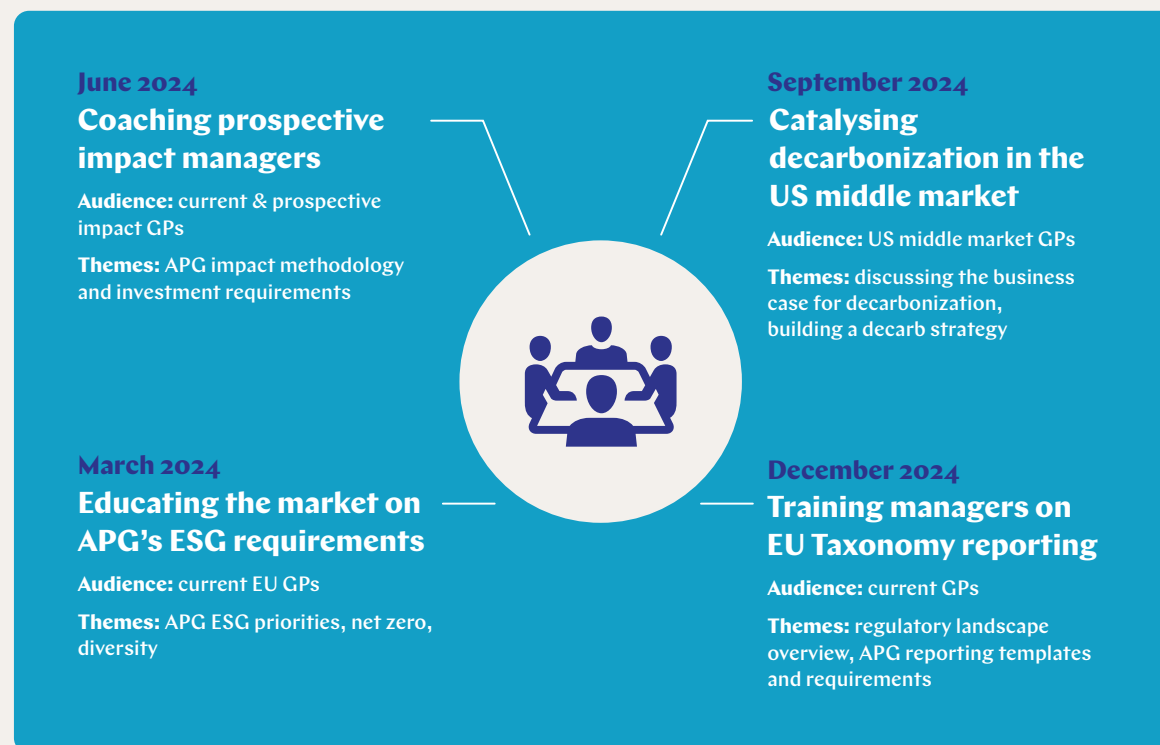 June 2024
Coaching prospective
impact managers
Audience: current & prospective
impact GPs
Themes: APG impact methodology
and investment requirements
September 2024
Catalysing
decarbonization in the
US middle market
Audience: US middle market GPs
Themes: discussing the business
case for decarbonization,
building a decarb strategy
March 2024
Educating the market on
APG’s ESG requirements
Audience: current EU GPs
Themes: APG ESG priorities, net zero,
diversity
December 2024
Training managers on
EU Taxonomy reporting
Audience: current GPs
Themes: regulatory landscape
overview, APG reporting templates
and requirements